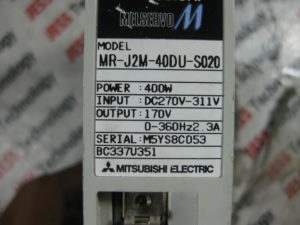 MELSERVO M
MODEL
MR-J2M-40DU-S020
POWER :400W
INPUT :DC270V-311V
OUTPUT:170V
0-360Hz2.3A
SERIAL:M5YS8C053
BC337U351
MITSUBISHI ELECTRIC